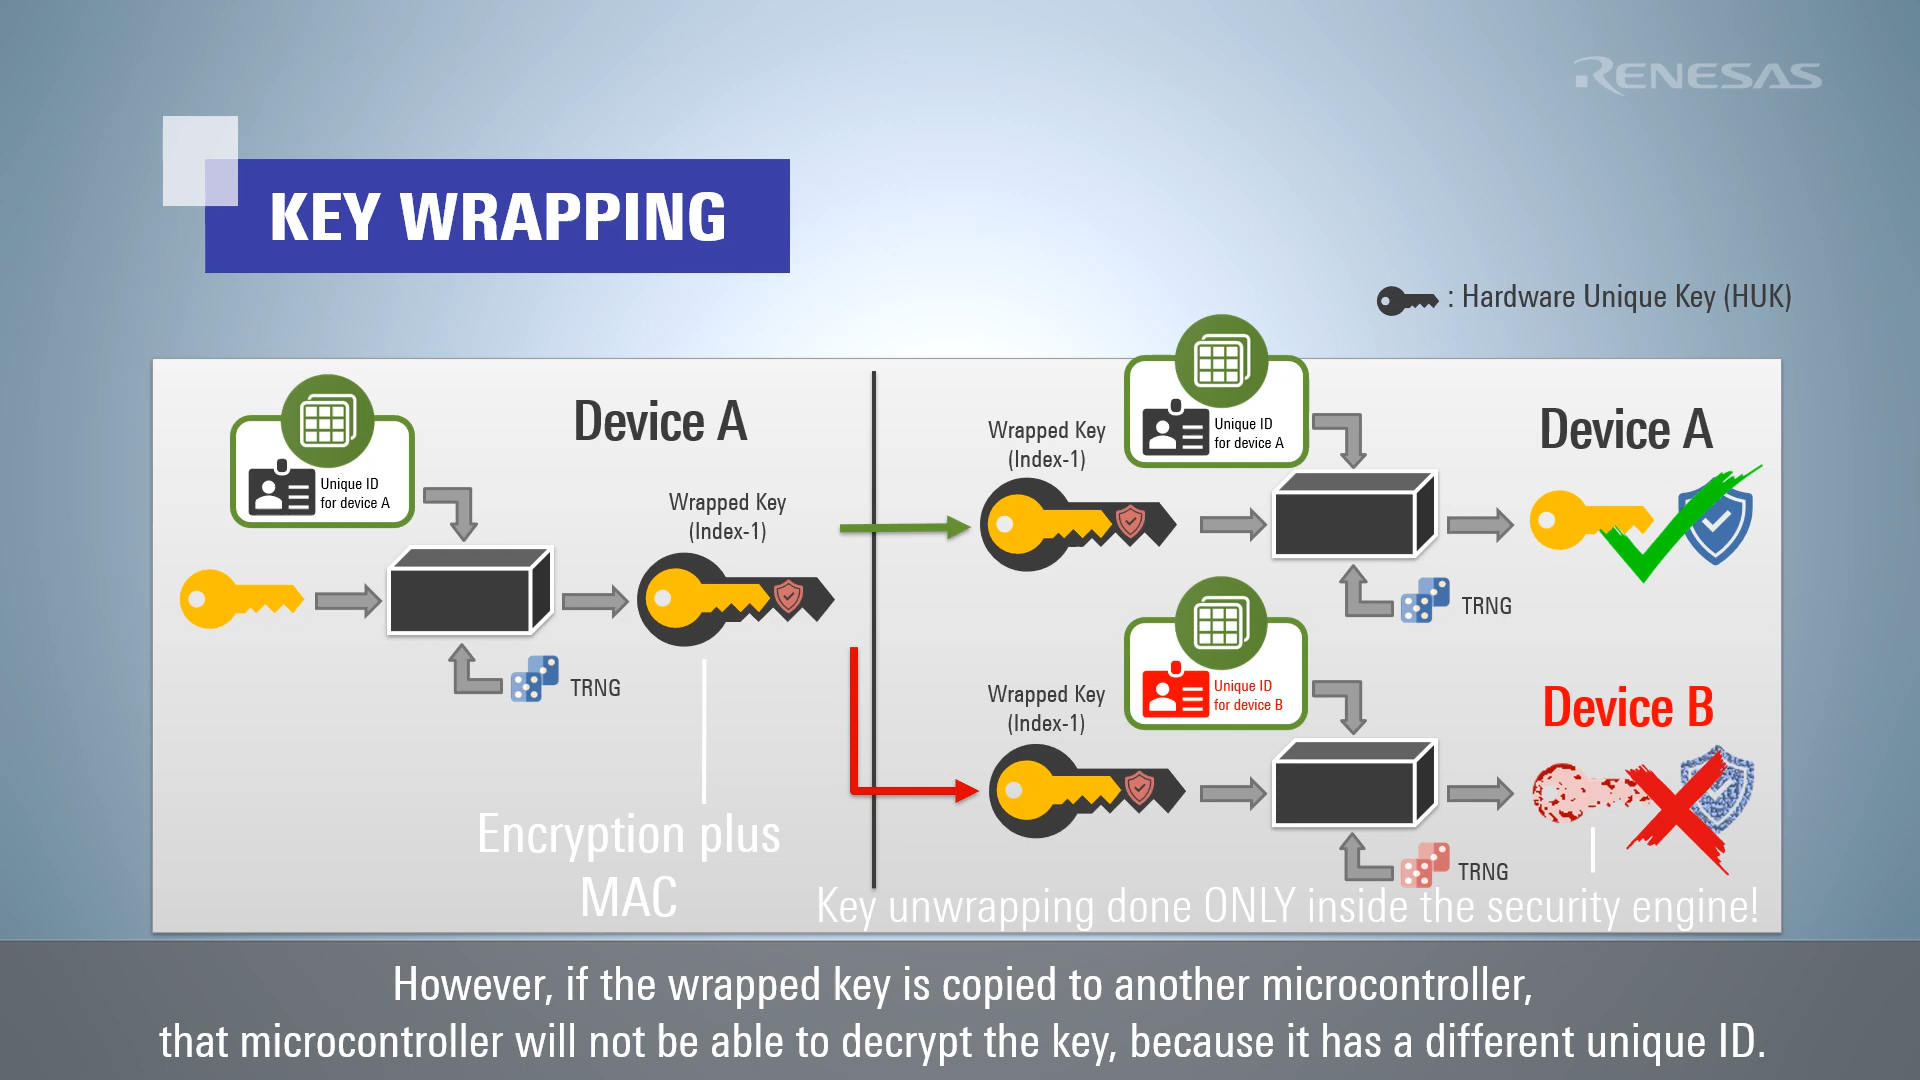 RENESAS
KEY WRAPPING
: Hardware Unique Key (HUK)
Device A
Unique ID
for device A
Wrapped Key
(Index-1)
TRNG
Encryption plus
MAC
Wrapped Key
(Index-1)
Unique ID
for device A
Device A
TRNG
Wrapped Key
(Index-1)
Unique ID
for device B
Device B
TRNG
Key unwrapping done ONLY inside the security engine!
However, if the wrapped key is copied to another microcontroller,
that microcontroller will not be able to decrypt the key, because it has a different unique ID.